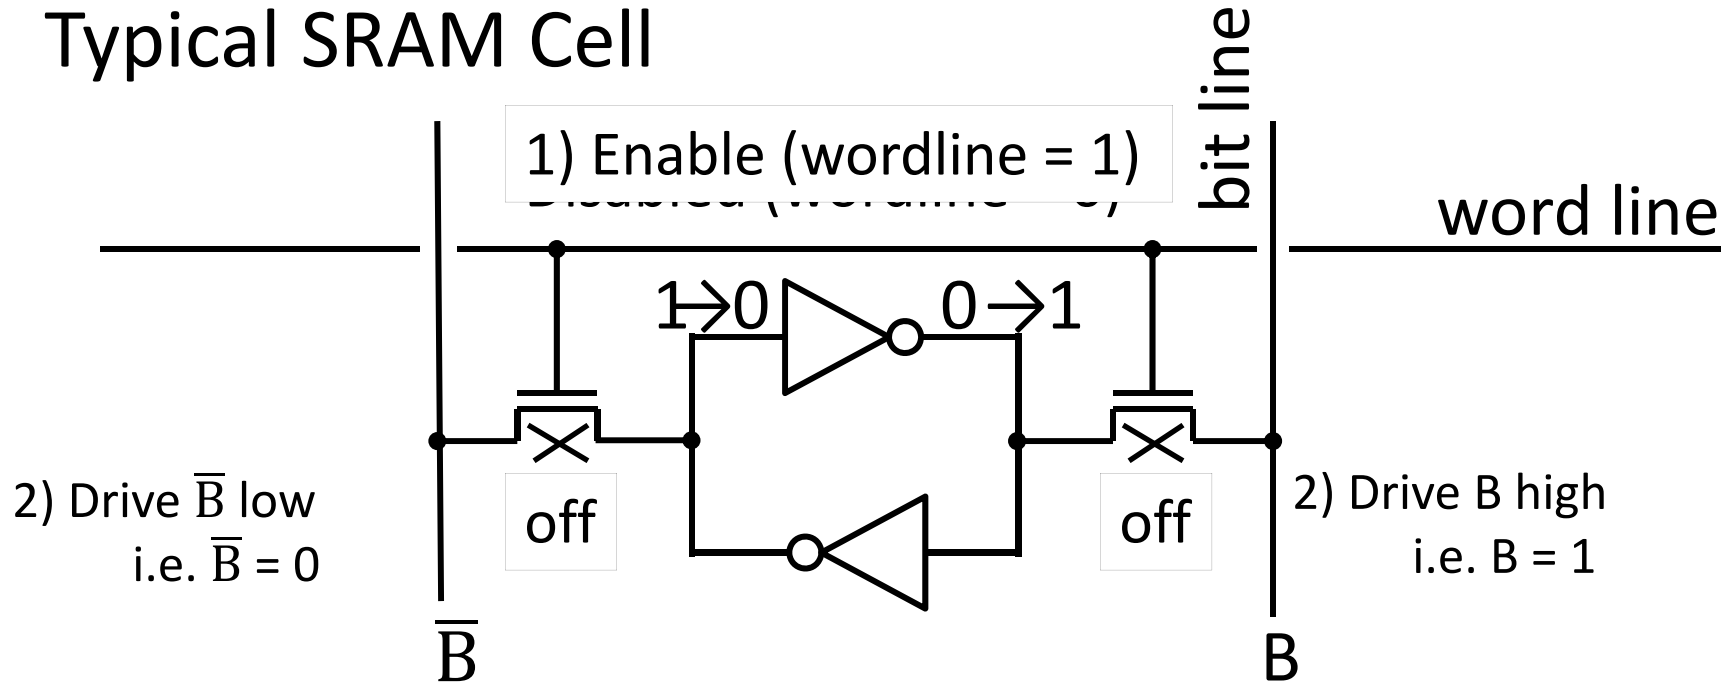 Typical SRAM Cell
bit line
1) Enable (wordline = 1)
word line
1→0
0→1
off
off
2) Drive B̅ low
i.e. B̅ = 0
2) Drive B high
i.e. B = 1
B̅
B